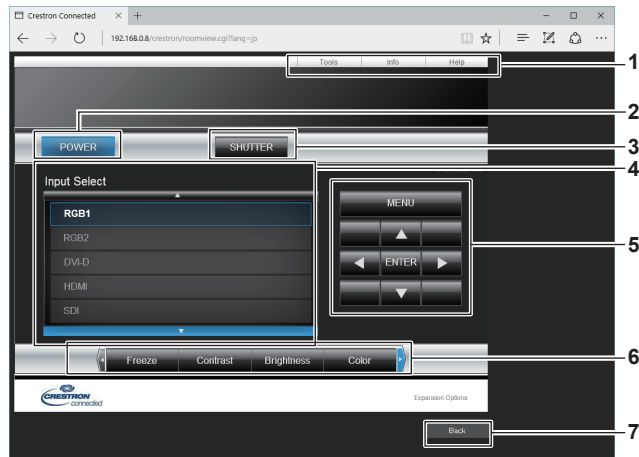 Crestron Connected
192.168.0.8/crestron/roomview.cgi?lang=jp
Tools Info Help
1
2
POWER
SHUTTER
3
4
Input Select
RGB1
RGB2
DVI-D
HDMI
SDI
MENU
ENTER
5
Freeze Contrast Brightness Color
6
CRESTRON
connected
Expansion Options
Back
7